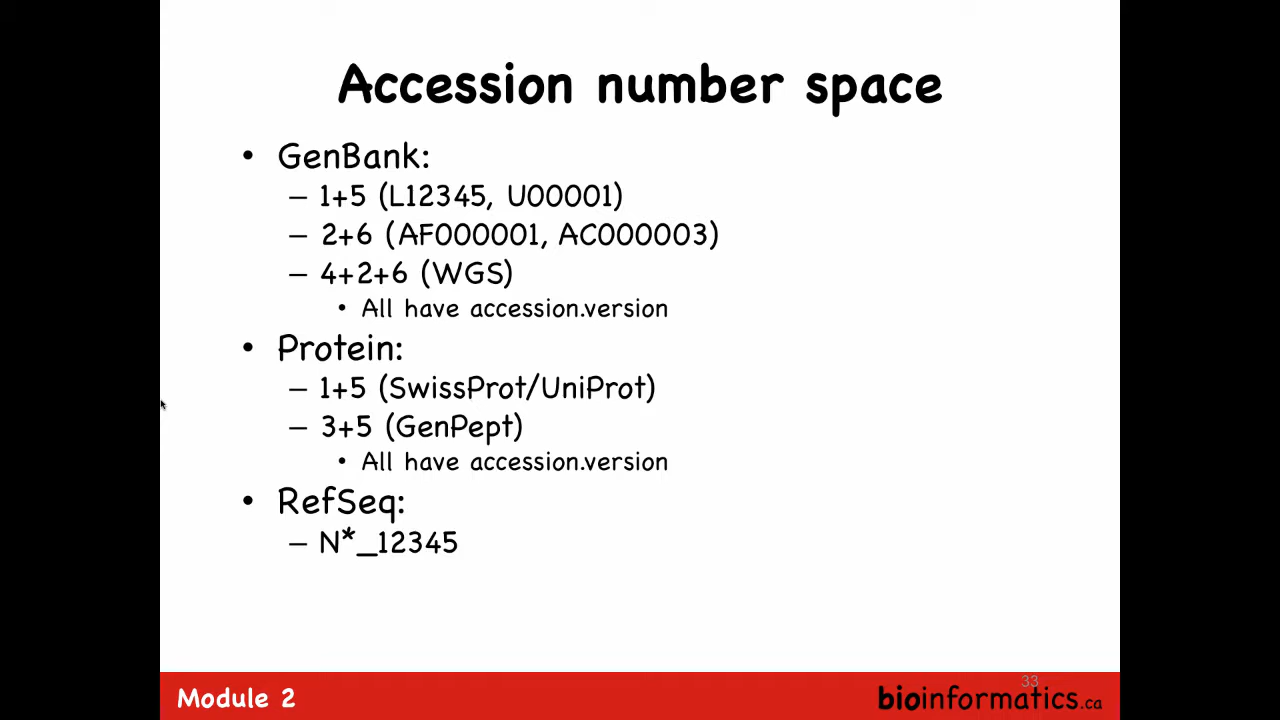 Accession number space
• GenBank:
– 1+5 (L12345, U00001)
– 2+6 (AF000001, AC000003)
– 4+2+6 (WGS)
• All have accession.version
• Protein:
– 1+5 (SwissProt/UniProt)
– 3+5 (GenPept)
• All have accession.version
• RefSeq:
– N*_12345
Module 2
33
bioinformatics.ca